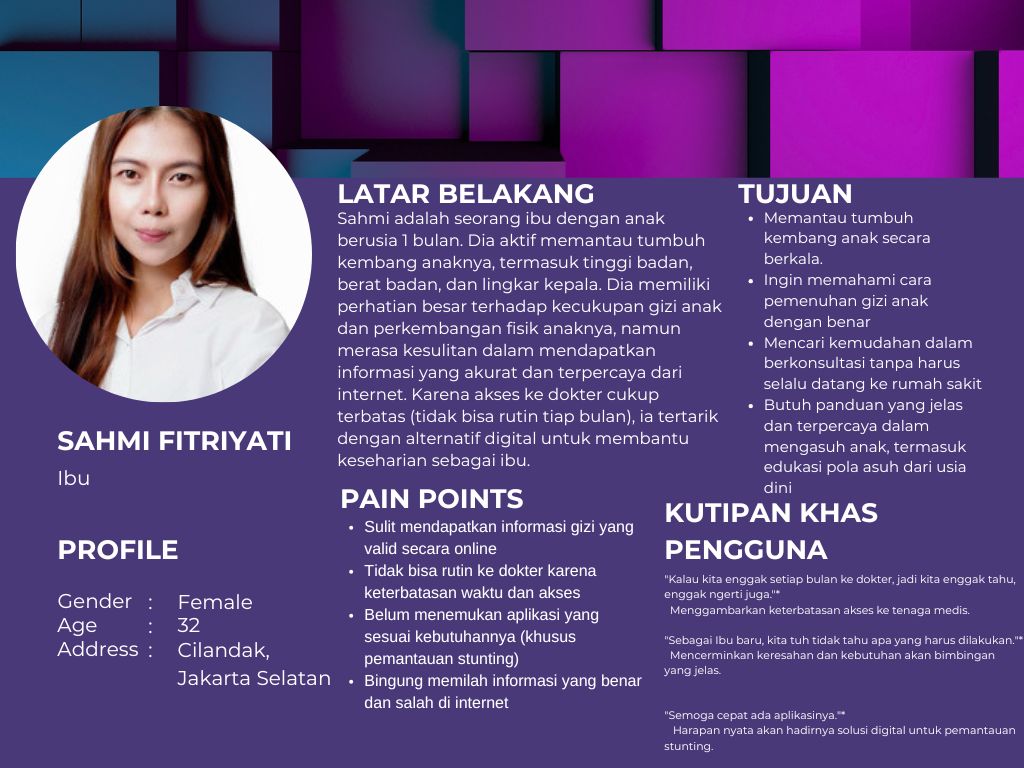 SAHMI FITRIYATI
Ibu
PROFILE
Gender : Female
Age : 32
Address : Cilandak,
Jakarta Selatan
LATAR BELAKANG
Sahmi adalah seorang ibu dengan anak
berusia 1 bulan. Dia aktif memantau tumbuh
kembang anaknya, termasuk tinggi badan,
berat badan, dan lingkar kepala. Dia memiliki
perhatian besar terhadap kecukupan gizi anak
dan perkembangan fisik anaknya, namun
merasa kesulitan dalam mendapatkan
informasi yang akurat dan terpercaya dari
internet. Karena akses ke dokter cukup
terbatas (tidak bisa rutin tiap bulan), ia tertarik
dengan alternatif digital untuk membantu
keseharian sebagai ibu.
PAIN POINTS
• Sulit mendapatkan informasi gizi yang
valid secara online
• Tidak bisa rutin ke dokter karena
keterbatasan waktu dan akses
• Belum menemukan aplikasi yang
sesuai kebutuhannya (khusus
pemantauan stunting)
• Bingung memilah informasi yang benar
dan salah di internet
TUJUAN
• Memantau tumbuh
kembang anak secara
berkala.
• Ingin memahami cara
pemenuhan gizi anak
dengan benar
• Mencari kemudahan dalam
berkonsultasi tanpa harus
selalu datang ke rumah sakit
• Butuh panduan yang jelas
dan terpercaya dalam
mengasuh anak, termasuk
edukasi pola asuh dari usia
dini
KUTIPAN KHAS
PENGGUNA
"Kalau kita enggak setiap bulan ke dokter, jadi kita enggak tahu,
enggak ngerti juga."*
Menggambarkan keterbatasan akses ke tenaga medis.
"Sebagai Ibu baru, kita tuh tidak tahu apa yang harus dilakukan."*
Mencerminkan keresahan dan kebutuhan akan bimbingan
yang jelas.
"Semoga cepat ada aplikasinya."*
Harapan nyata akan hadirnya solusi digital untuk pemantauan
stunting.